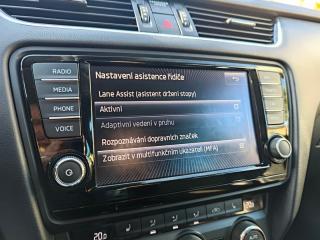 RADIO
MEDIA
PHONE
VOICE
Nastavení asistence řidiče
Lane Assist (asistent držení stopy)
Aktivní
Adaptivní vedení v pruhu
Rozpoznávání dopravních značek
Zobrazit v multifunkčním ukazateli (MFA)
20